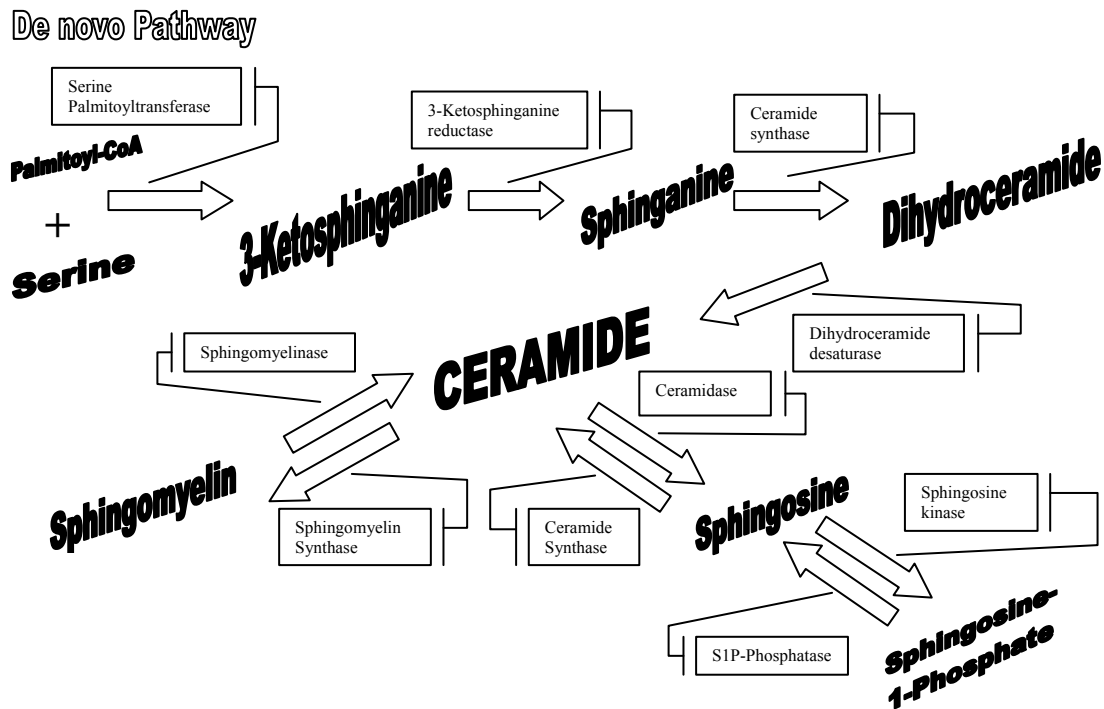 De novo Pathway
Serine
Palmitoyltransferase
3-Ketosphinganine
reductase
Ceramide
synthase
Palmitoyl-CoA
+
Serine
3-Ketosphinganine
Sphinganine
Dihydroceramide
Sphingomyelinase
CERAMIDE
Dihydroceramide
desaturase
Ceramidase
Sphingomyelin
Sphingomyelin
Synthase
Ceramide
Synthase
Sphingosine
Sphingosine
kinase
S1P-Phosphatase
Sphingosine-
1-Phosphate